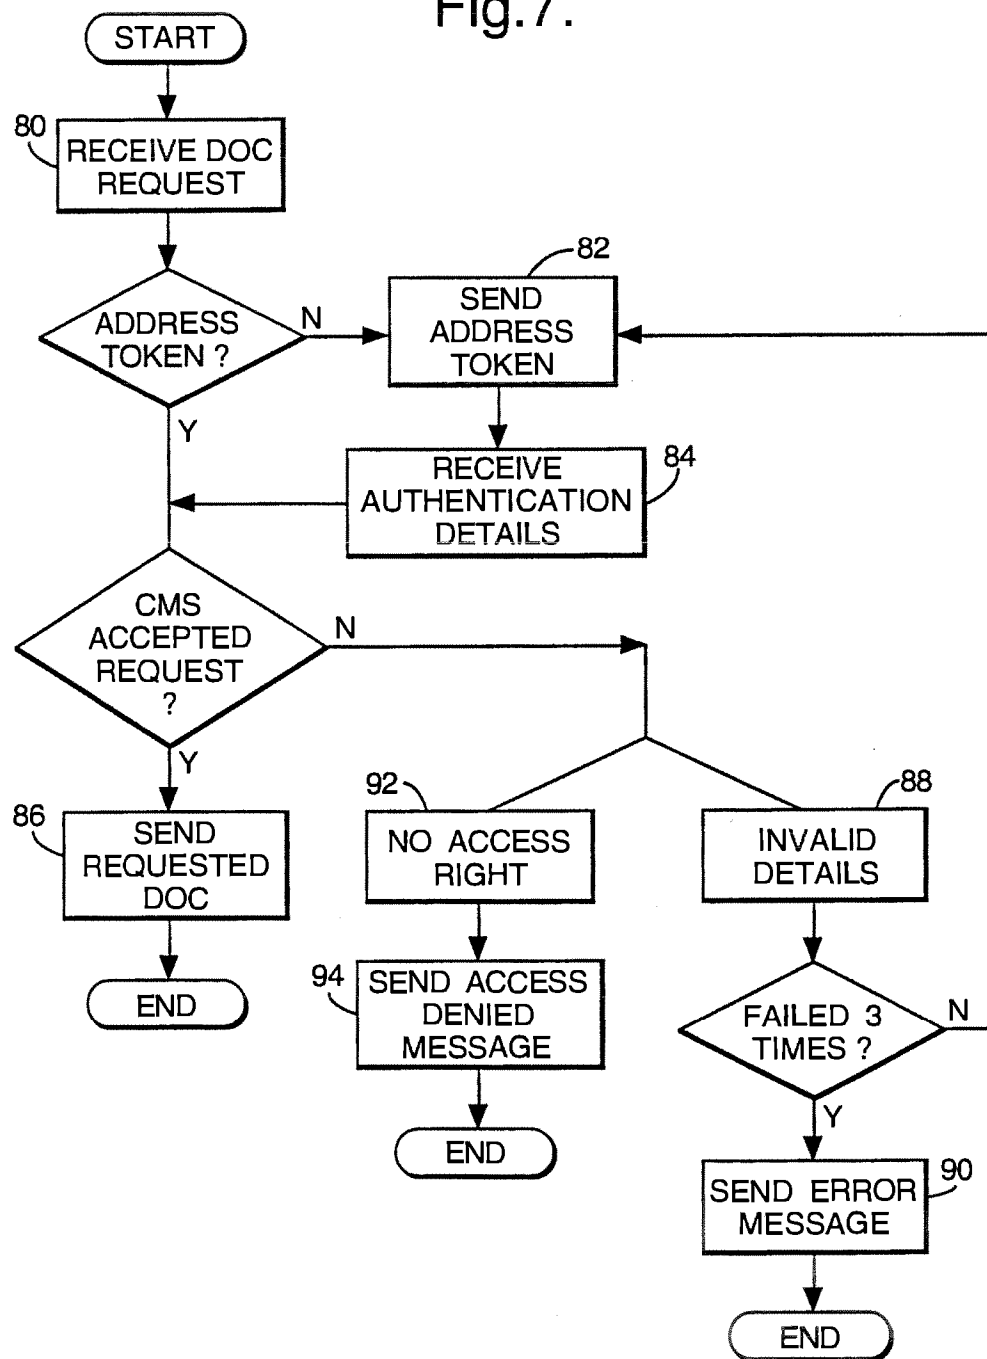 Fig.7.
START
80
RECEIVE DOC
REQUEST
82
SEND
ADDRESS
TOKEN
ADDRESS
TOKEN ?
N
Y
84
RECEIVE
AUTHENTICATION
DETAILS
CMS
ACCEPTED
REQUEST
?
N
Y
86
SEND
REQUESTED
DOC
END
92
NO ACCESS
RIGHT
94
SEND ACCESS
DENIED
MESSAGE
END
88
INVALID
DETAILS
FAILED 3
TIMES ?
N
Y
90
SEND ERROR
MESSAGE
END